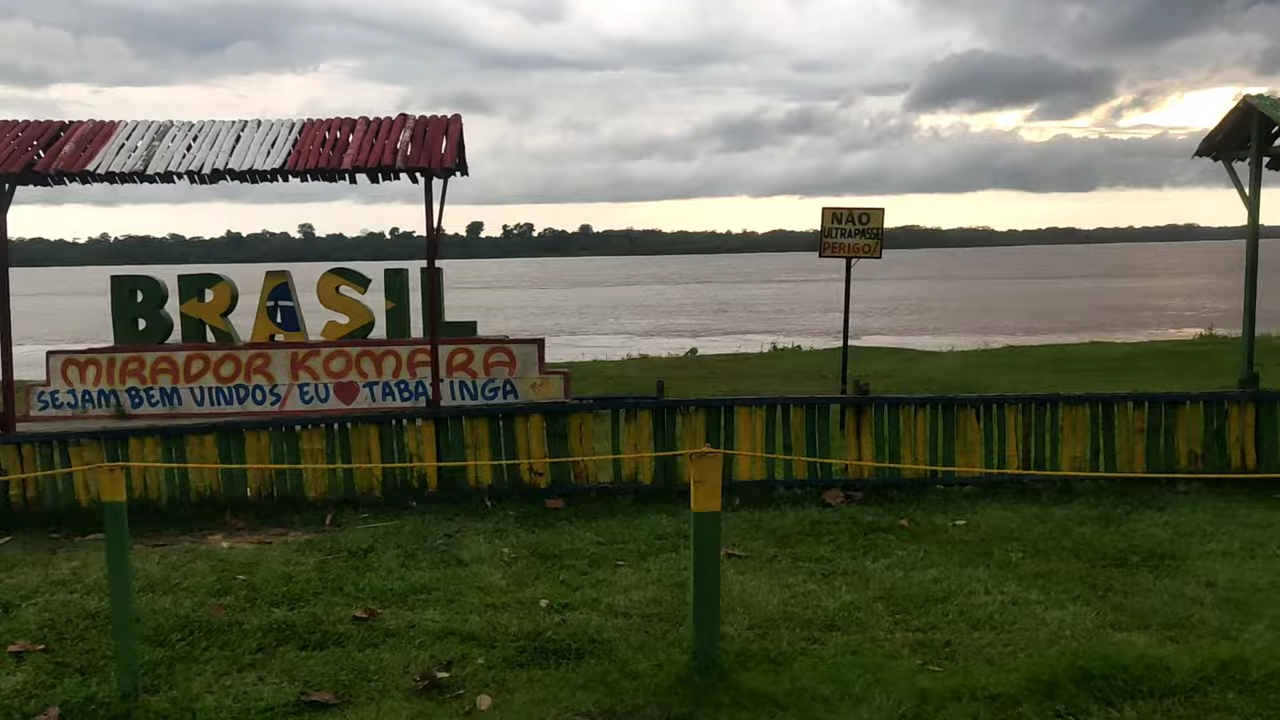 BRASIL
MIRADOR KOMARA
SEJAM BEM VINDOS/EU TABATINGA
NÃO
ULTRAPASSE
PERIGO!